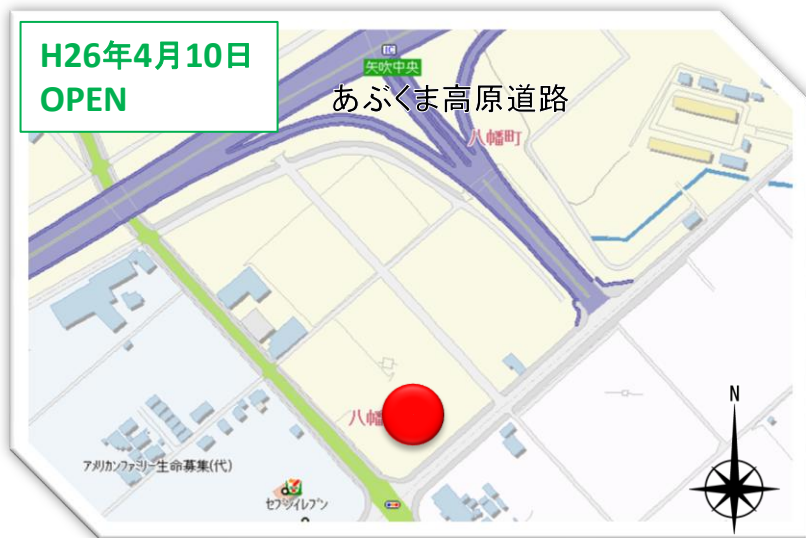 H26年4月10日
OPEN
IC
矢吹中央
あぶくま高原道路
八幡町
八幡
N
アメリカンファミリー生命募集(代)
セブンイレブン